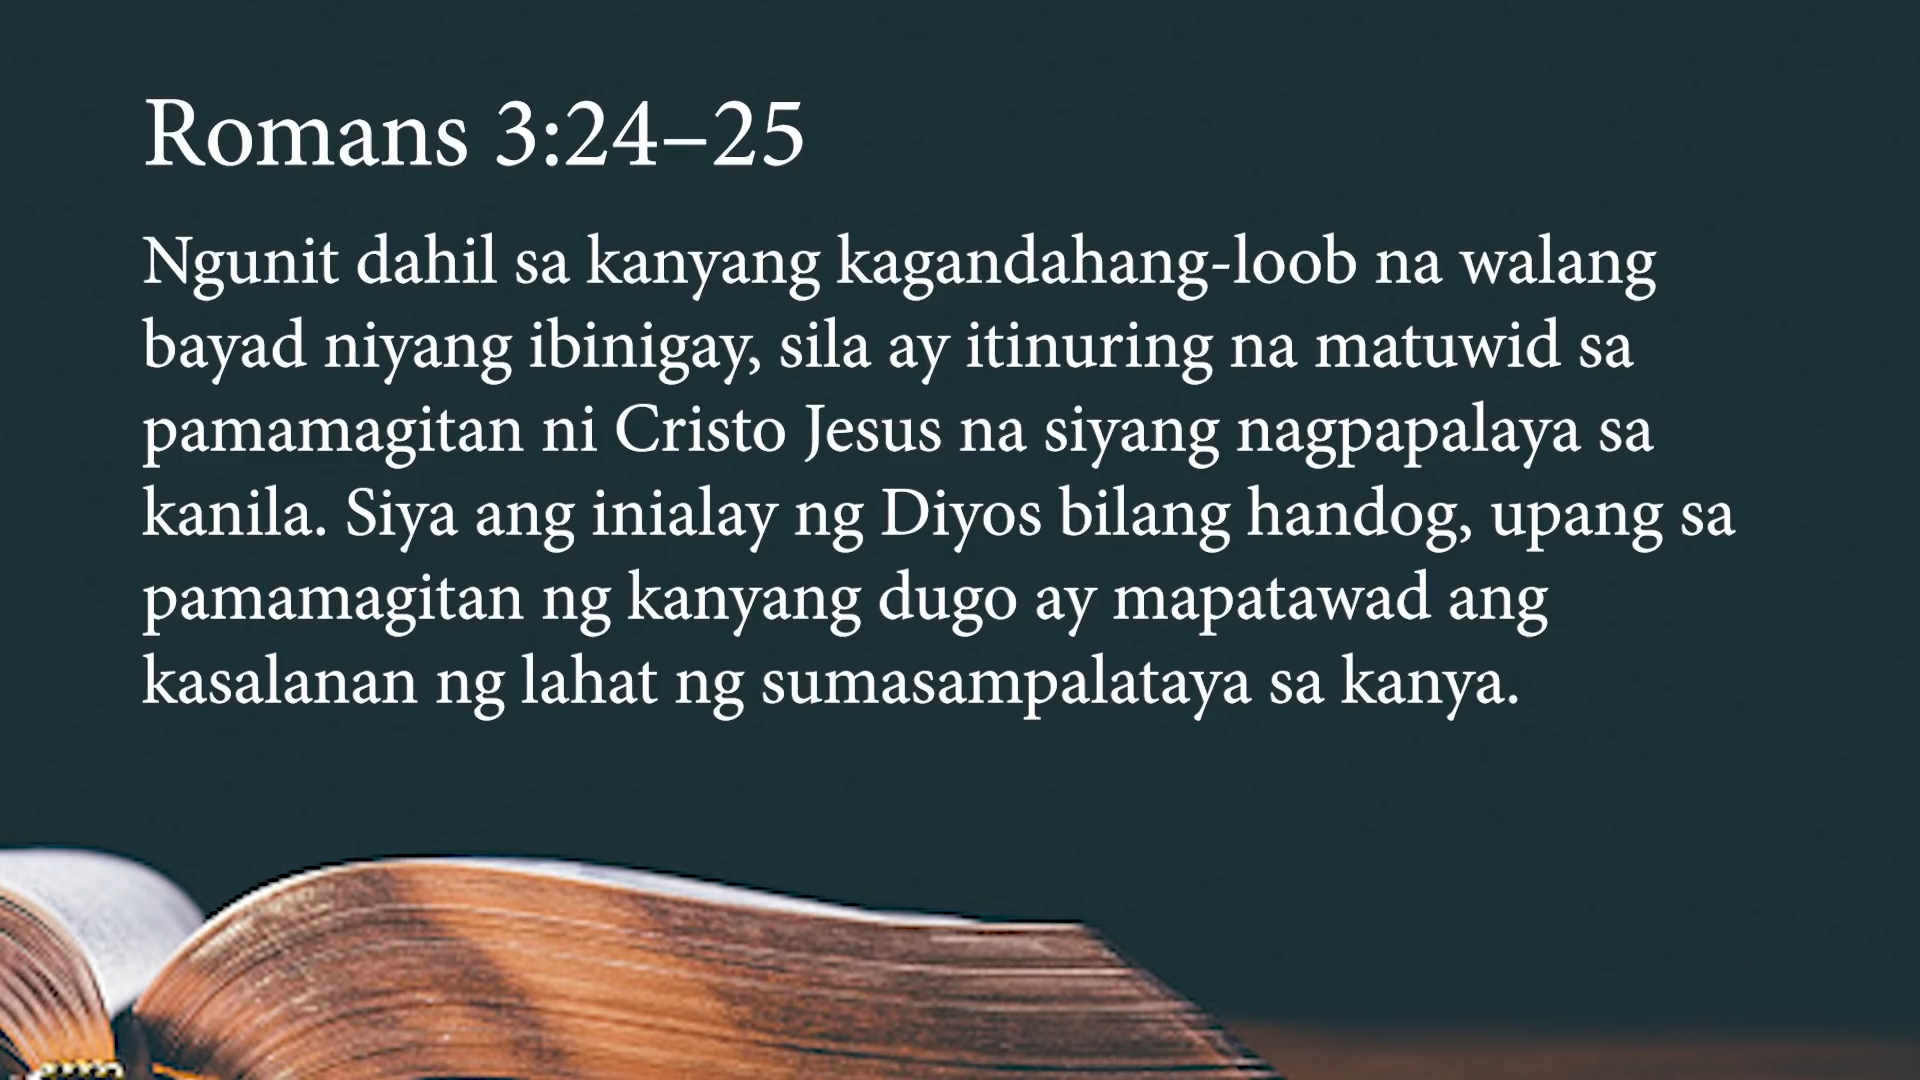 Romans 3:24–25
Ngunit dahil sa kanyang kagandahang-loob na walang
bayad niyang ibinigay, sila ay itinuring na matuwid sa
pamamagitan ni Cristo Jesus na siyang nagpapalaya sa
kanila. Siya ang inialay ng Diyos bilang handog, upang sa
pamamagitan ng kanyang dugo ay mapatawad ang
kasalanan ng lahat ng sumasampalataya sa kanya.